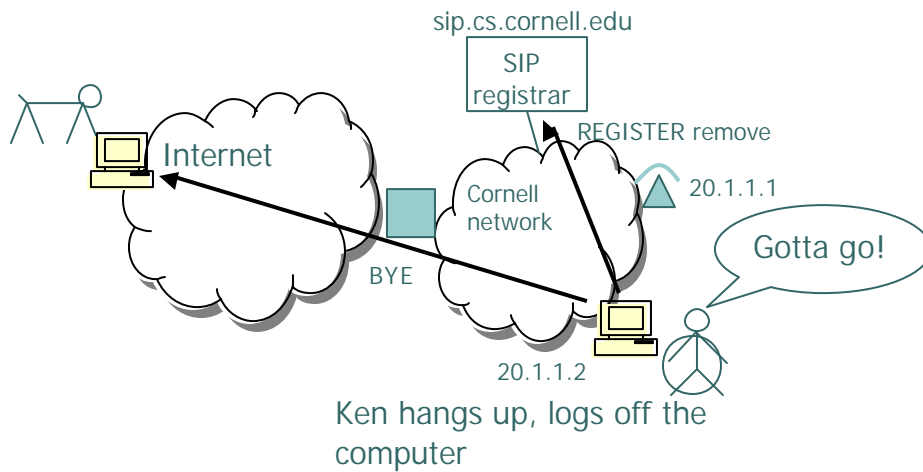 sip.cs.cornell.edu
SIP
registrar
REGISTER remove
Internet
Cornell
network
20.1.1.1
Gotta go!
BYE
20.1.1.2
Ken hangs up, logs off the
computer